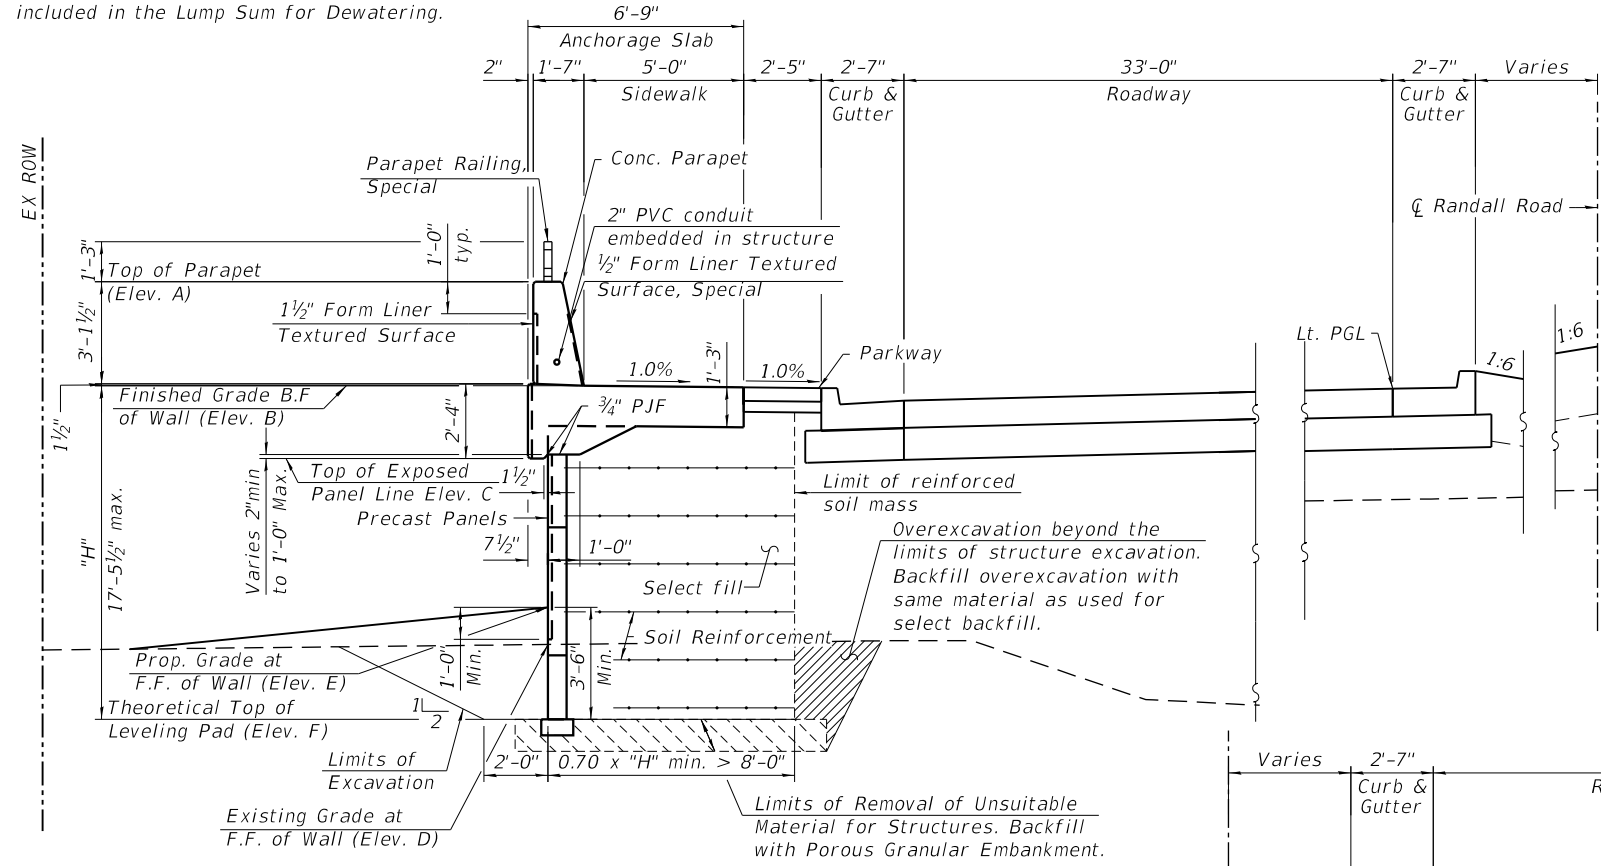 included in the Lump Sum for Dewatering.
6'-9"
Anchorage Slab
2"
1'-7"
5'-0"
2'-5"
2'-7"
33'-0"
2'-7"
Varies
Sidewalk
Curb &
Gutter
Roadway
Curb &
Gutter
EX ROW
Parapet Railing,
Special
Conc. Parapet
2" PVC conduit
embedded in structure
½" Form Liner Textured
Surface, Special
℄ Randall Road
1'-3"
1'-0"
typ.
Top of Parapet
(Elev. A)
3'-1½"
1½" Form Liner
Textured Surface
1.0%
1'-3"
1.0%
Parkway
Lt. PGL
1:6
1:6
Finished Grade B.F
of Wall (Elev. B)
1½"
2'-4"
¾" PJF
Top of Exposed
Panel Line Elev. C
1½"
Precast Panels
Limit of reinforced
soil mass
"H"
17'-5½" max.
Varies 2"min
to 1'-0" Max.
7½"
1'-0"
Select fill
Overexcavation beyond the
limits of structure excavation.
Backfill overexcavation with
same material as used for
select backfill.
Soil Reinforcement
Prop. Grade at
F.F. of Wall (Elev. E)
1'-0"
Min.
3'-6"
Min.
Theoretical Top of
Leveling Pad (Elev. F)
1
2
Limits of
Excavation
2'-0"
0.70 x "H" min. > 8'-0"
Existing Grade at
F.F. of Wall (Elev. D)
Limits of Removal of Unsuitable
Material for Structures. Backfill
with Porous Granular Embankment.
Varies
2'-7"
Curb &
Gutter
R